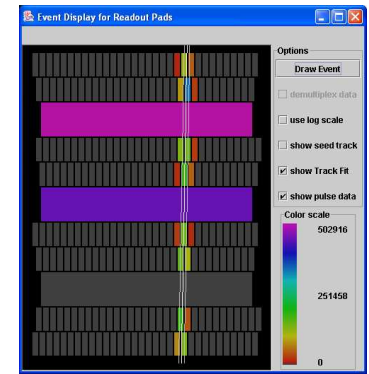 Event Display for Readout Pads
Options
Draw Event
demultiplex data
use log scale
show seed track
show Track Fit
show pulse data
Color scale
502916
251458
0